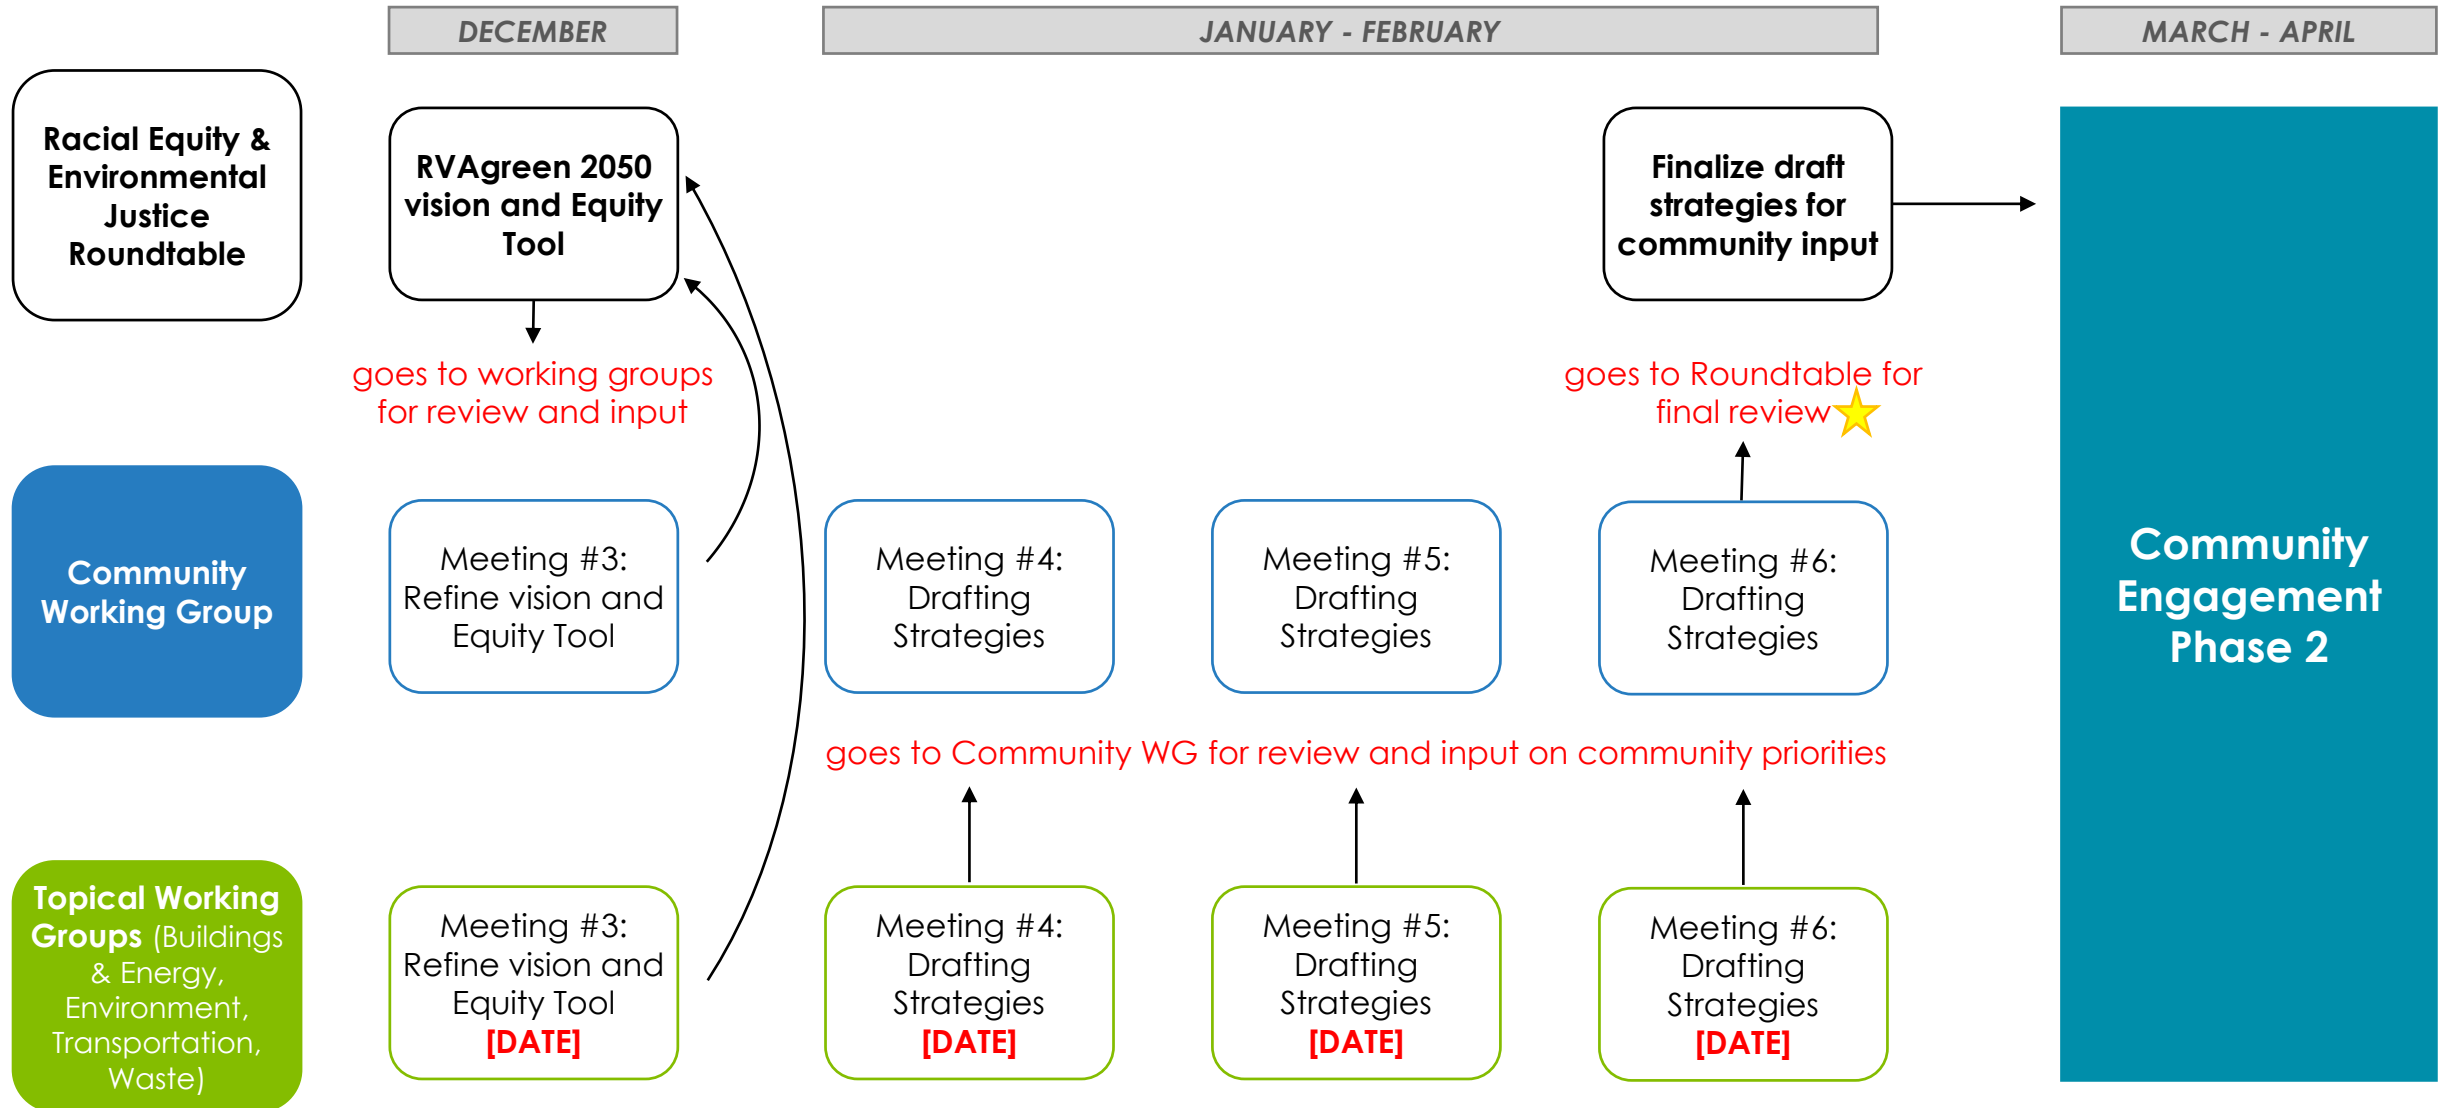 DECEMBER
JANUARY - FEBRUARY
MARCH - APRIL
Racial Equity &
Environmental
Justice
Roundtable
RVAgreen 2050
vision and Equity
Tool
Finalize draft
strategies for
community input
goes to working groups
for review and input
goes to Roundtable for
final review
Community
Working Group
Meeting #3:
Refine vision and
Equity Tool
Meeting #4:
Drafting
Strategies
Meeting #5:
Drafting
Strategies
Meeting #6:
Drafting
Strategies
Community
Engagement
Phase 2
goes to Community WG for review and input on community priorities
Topical Working
Groups (Buildings
& Energy,
Environment,
Transportation,
Waste)
Meeting #3:
Refine vision and
Equity Tool
[DATE]
Meeting #4:
Drafting
Strategies
[DATE]
Meeting #5:
Drafting
Strategies
[DATE]
Meeting #6:
Drafting
Strategies
[DATE]